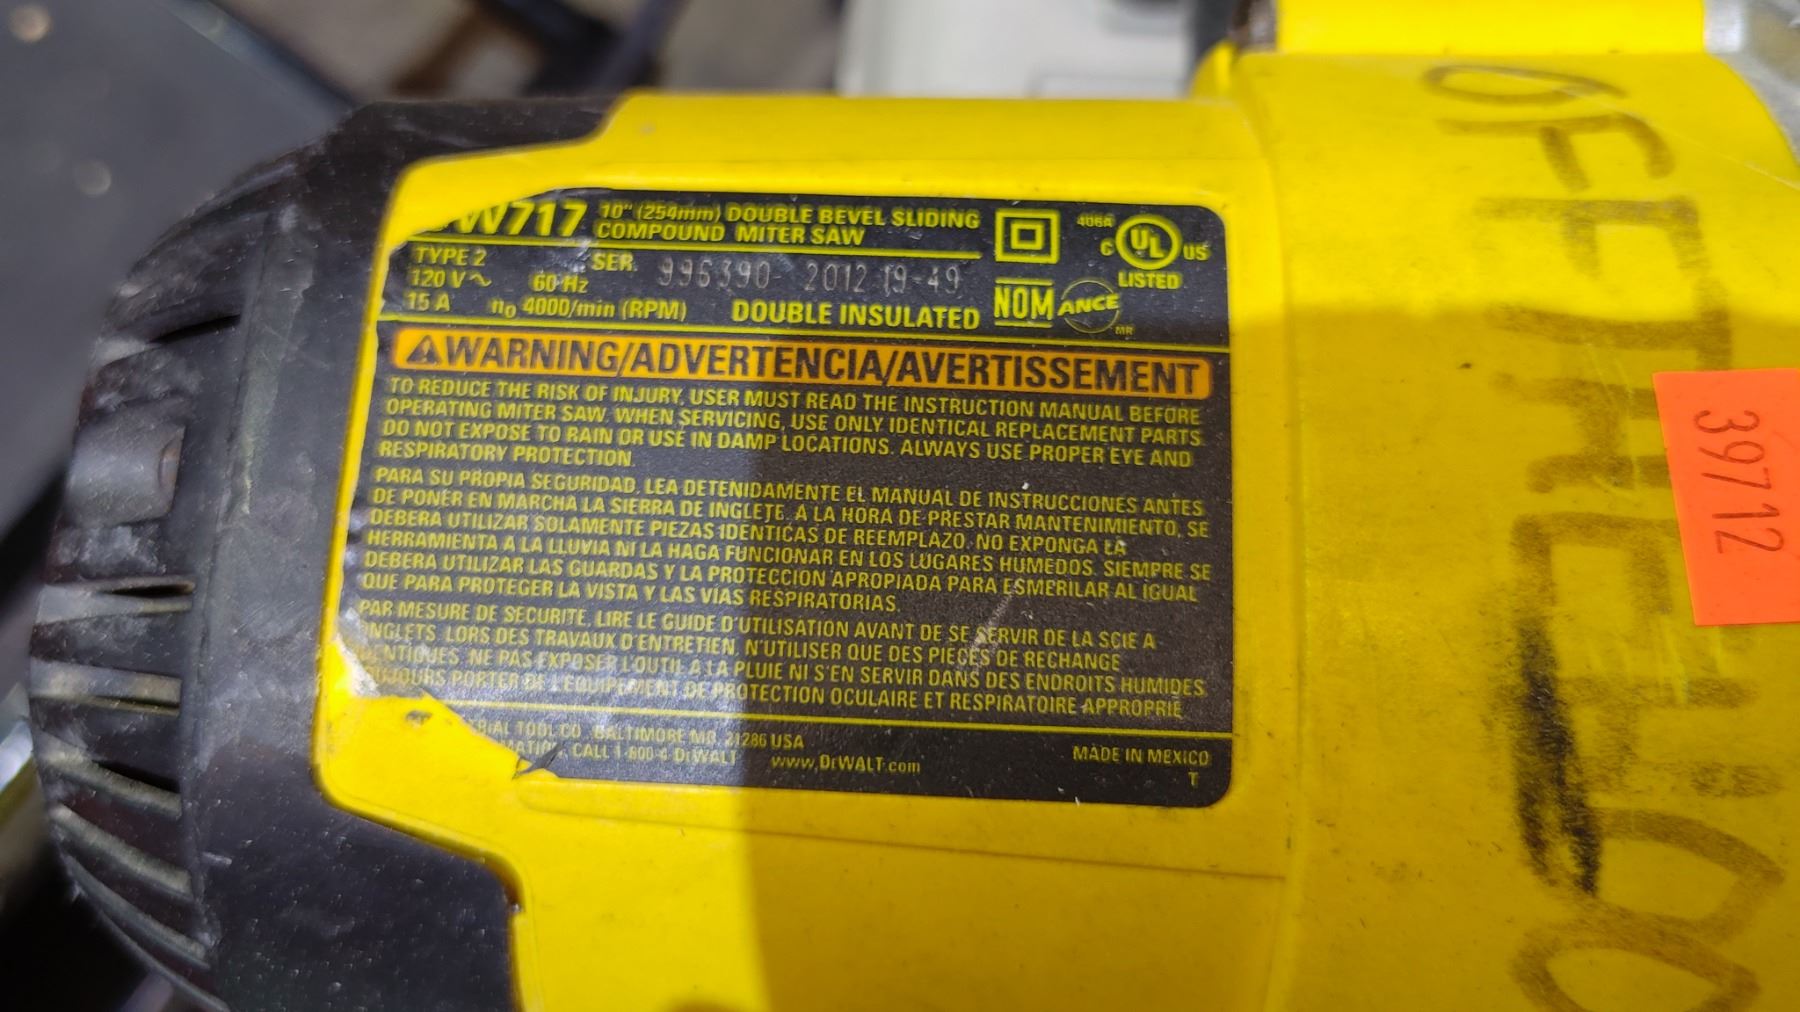 W717
10" (254mm) DOUBLE BEVEL SLIDING
COMPOUND MITER SAW
406A
C UL US
LISTED
TYPE 2
SER. 996390- 2012 19-49
120 V~ 60 Hz
15 A n0 4000/min (RPM) DOUBLE INSULATED
NOM ANCE
MR
WARNING/ADVERTENCIA/AVERTISSEMENT
TO REDUCE THE RISK OF INJURY, USER MUST READ THE INSTRUCTION MANUAL BEFORE
OPERATING MITER SAW. WHEN SERVICING, USE ONLY IDENTICAL REPLACEMENT PARTS.
DO NOT EXPOSE TO RAIN OR USE IN DAMP LOCATIONS. ALWAYS USE PROPER EYE AND
RESPIRATORY PROTECTION.
PARA SU PROPIA SEGURIDAD, LEA DETENIDAMENTE EL MANUAL DE INSTRUCCIONES ANTES
DE PONER EN MARCHA LA SIERRA DE INGLETE. A LA HORA DE PRESTAR MANTENIMIENTO, SE
DEBERA UTILIZAR SOLAMENTE PIEZAS IDENTICAS DE REEMPLAZO. NO EXPONGA LA
HERRAMIENTA A LA LLUVIA NI LA HAGA FUNCIONAR EN LOS LUGARES HUMEDOS. SIEMPRE SE
DEBERA UTILIZAR LAS GUARDAS Y LA PROTECCION APROPIADA PARA ESMERILAR AL IGUAL
QUE PARA PROTEGER LA VISTA Y LAS VÍAS RESPIRATORIAS.
PAR MESURE DE SECURITE, LIRE LE GUIDE D'UTILISATION AVANT DE SE SERVIR DE LA SCIE A
NGLETS. LORS DES TRAVAUX D'ENTRETIEN, N'UTILISER QUE DES PIECES DE RECHANGE
ENTIQUES. NE PAS EXPOSER L'OUTIL A LA PLUIE NI S'EN SERVIR DANS DES ENDROITS HUMIDES.
UJOURS PORTER DE L'EQUIPEMENT DE PROTECTION OCULAIRE ET RESPIRATOIRE APPROPRIE
RIAL TOOL CO., BALTIMORE MD, 21286 USA
MATION, CALL 1-800-4-DEWALT www.DEWALT.com
MADE IN MEXICO
T
39712